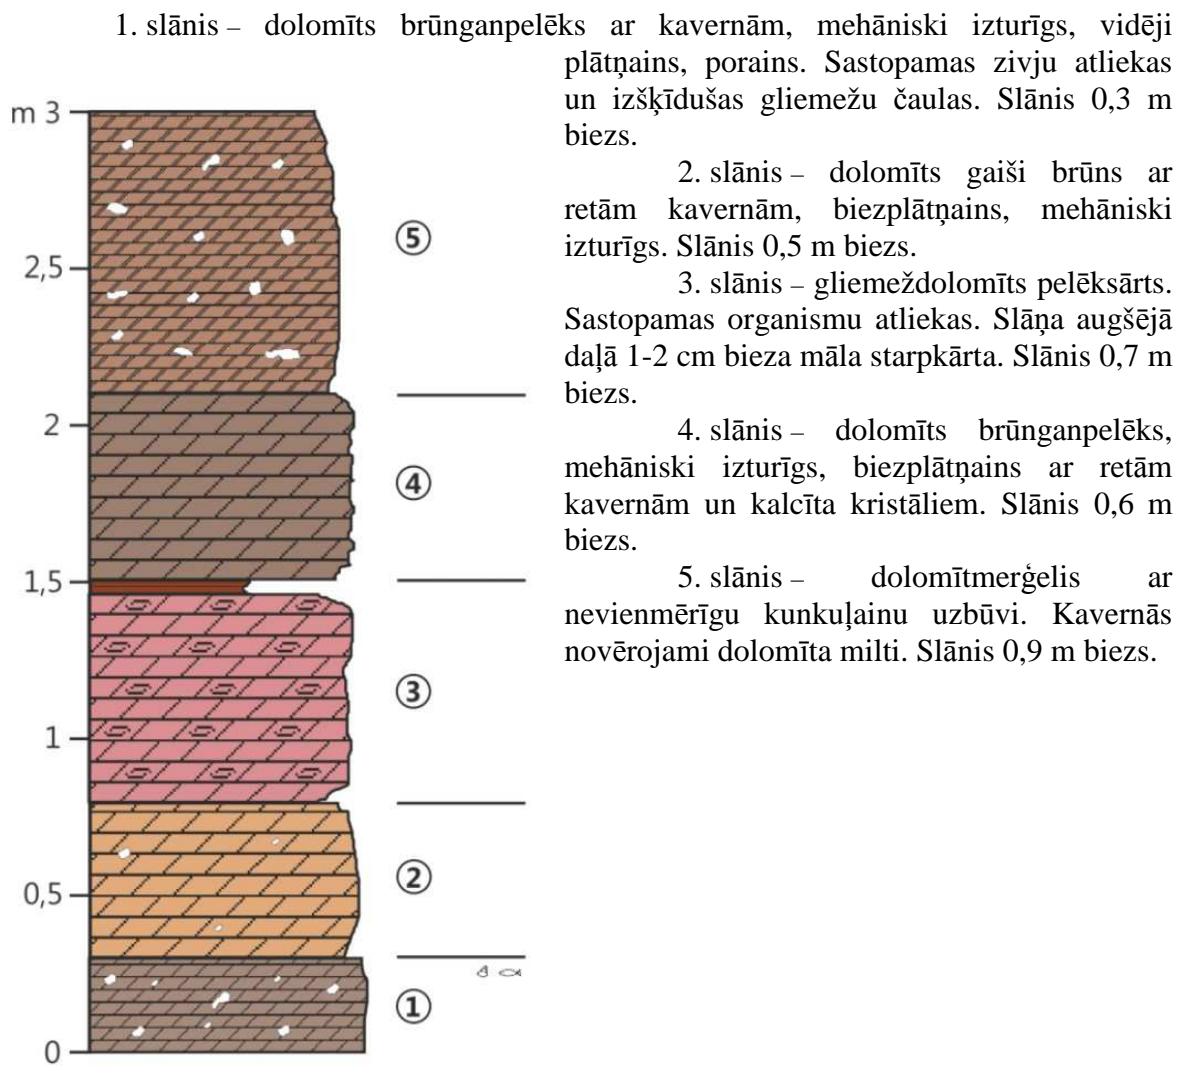 1. slānis – dolomīts brūnganpelēks ar kavernām, mehāniski izturīgs, vidēji
plātņains, porains. Sastopamas zivju atliekas
un izšķīdušas gliemežu čaulas. Slānis 0,3 m
biezs.
2. slānis – dolomīts gaiši brūns ar
retām kavernām, biezplātņains, mehāniski
izturīgs. Slānis 0,5 m biezs.
3. slānis – gliemeždolomīts pelēksārts.
Sastopamas organismu atliekas. Slāņa augšējā
daļā 1-2 cm bieza māla starpkārta. Slānis 0,7 m
biezs.
4. slānis – dolomīts brūnganpelēks,
mehāniski izturīgs, biezplātņains ar retām
kavernām un kalcīta kristāliem. Slānis 0,6 m
biezs.
5. slānis – dolomītmerģelis ar
nevienmērīgu kunkuļainu uzbūvi. Kavernās
novērojami dolomīta milti. Slānis 0,9 m biezs.
m 3
2,5
2
1,5
1
0,5
0
⑤
④
③
②
①